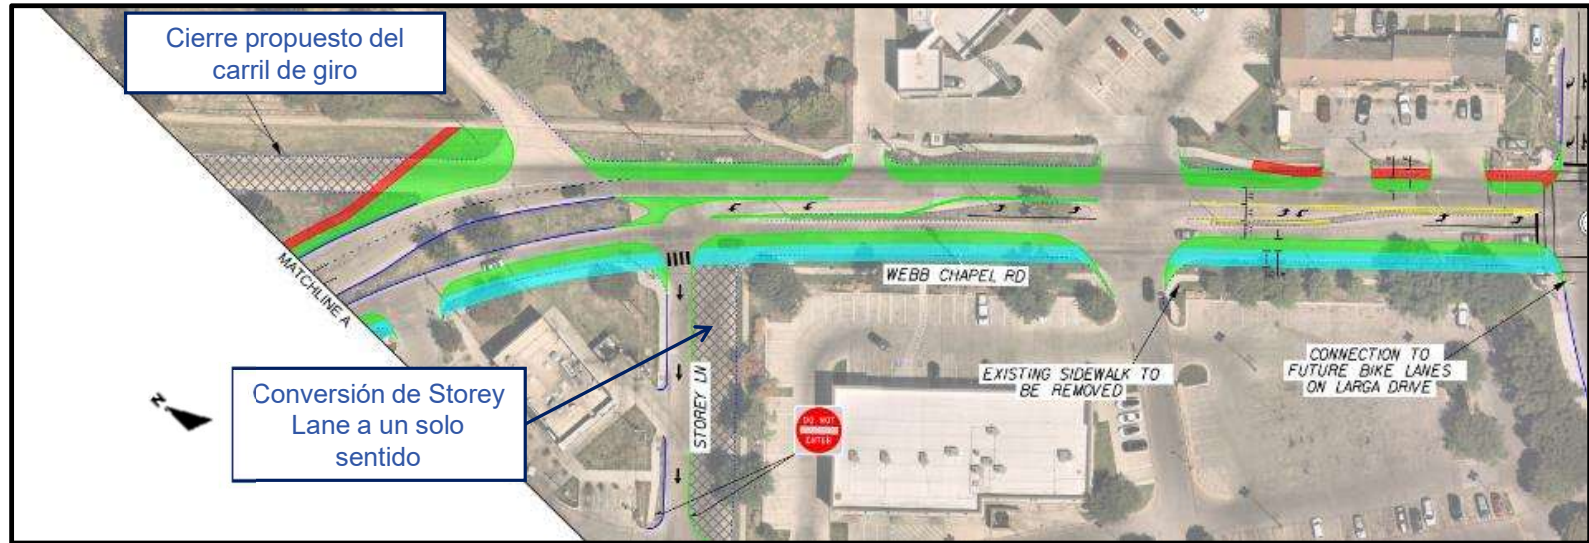 Cierre propuesto del
carril de giro
MATCHLINE A
WEBB CHAPEL RD
Conversión de Storey
Lane a un solo
sentido
STOREY LN
DO NOT
ENTER
EXISTING SIDEWALK TO
BE REMOVED
CONNECTION TO
FUTURE BIKE LANES
ON LARGA DRIVE
N